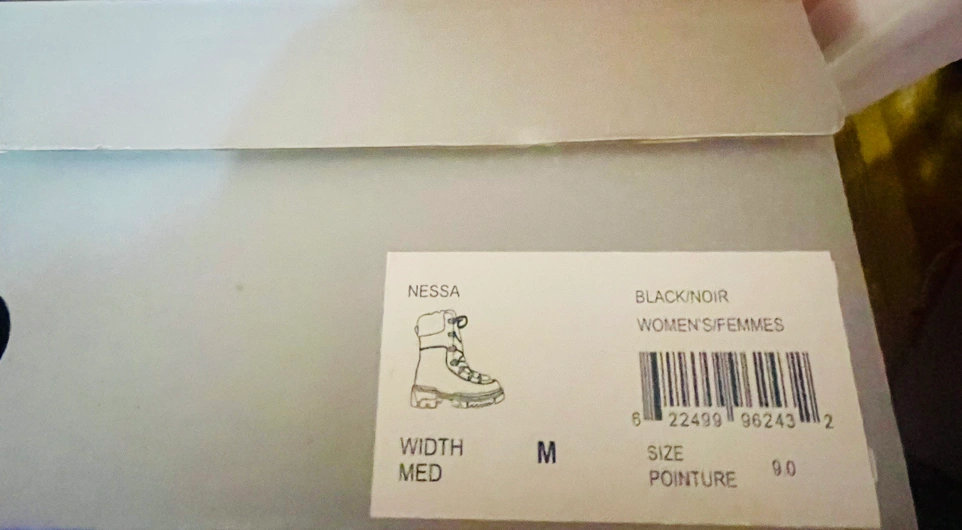 NESSA
BLACK/NOIR
WOMEN'S/FEMMES
6 22499 96243 2
WIDTH
MED
M
SIZE
POINTURE
9.0